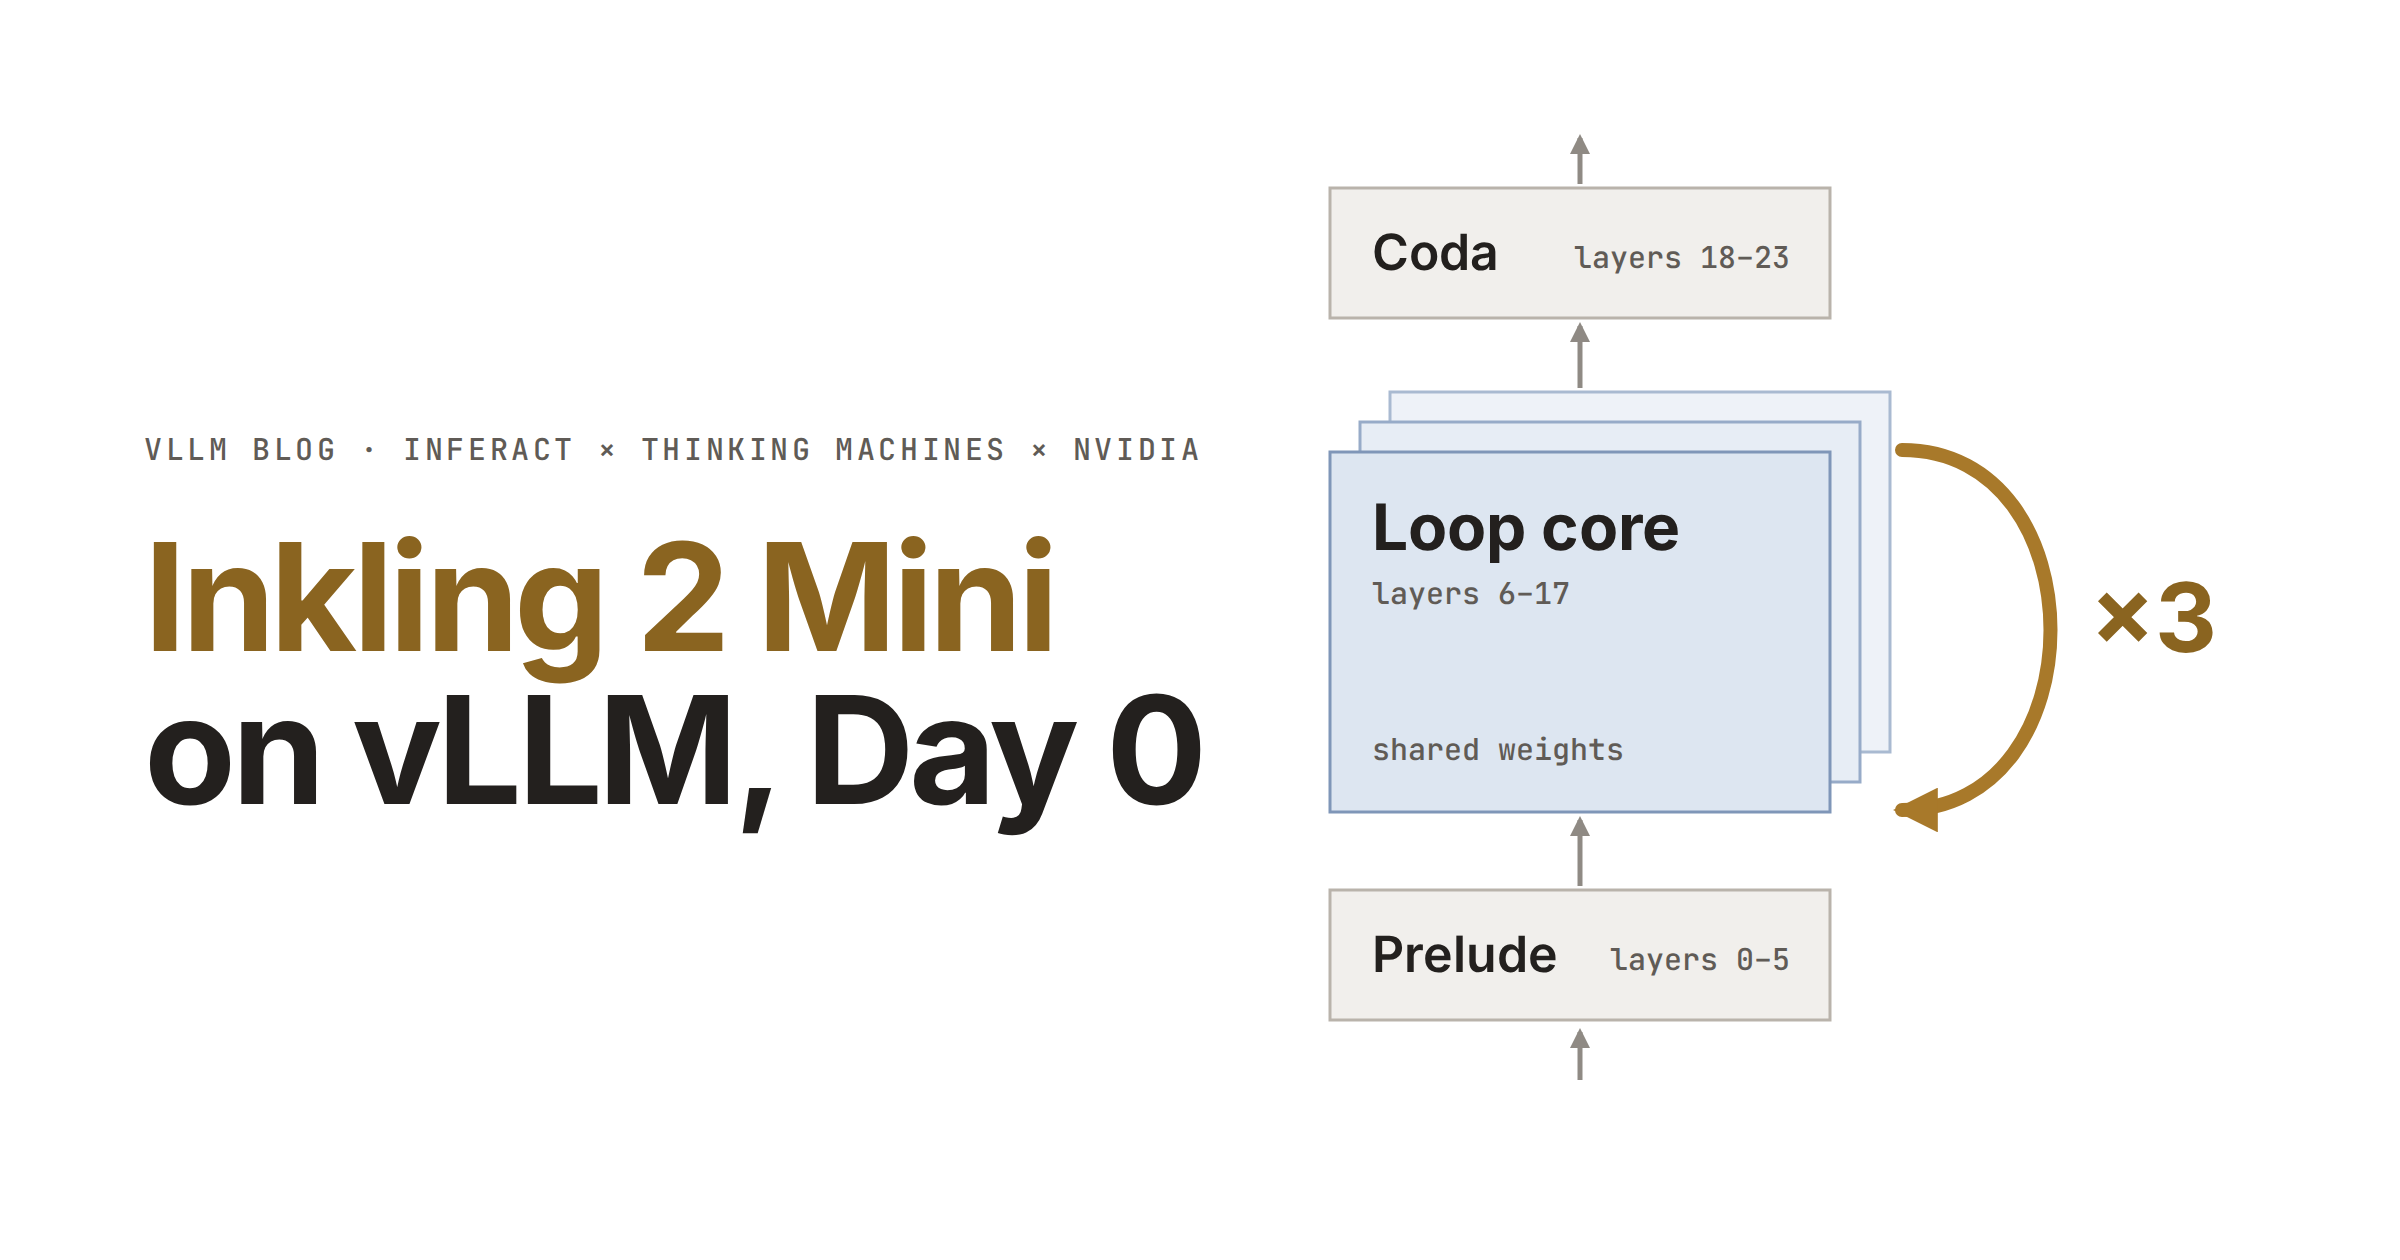 VLLM BLOG · INFERACT × THINKING MACHINES × NVIDIA
Inkling 2 Mini
on vLLM, Day 0
Coda layers 18–23
Loop core
layers 6–17
shared weights
×3
Prelude layers 0–5